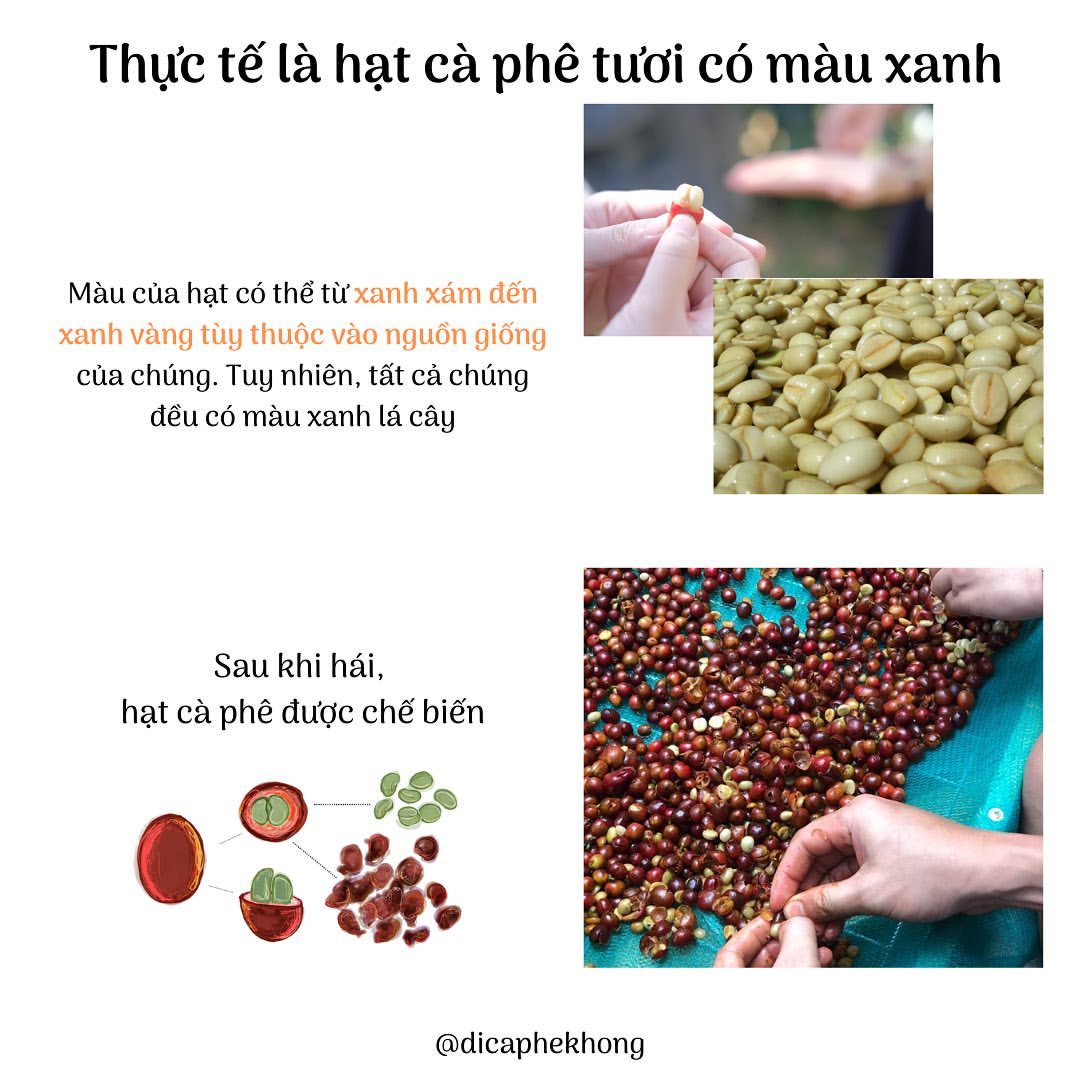 Thực tế là hạt cà phê tươi có màu xanh
Màu của hạt có thể từ xanh xám đến
xanh vàng tùy thuộc vào nguồn giống
của chúng. Tuy nhiên, tất cả chúng
đều có màu xanh lá cây
Sau khi hái,
hạt cà phê được chế biến
@dicaphekhong